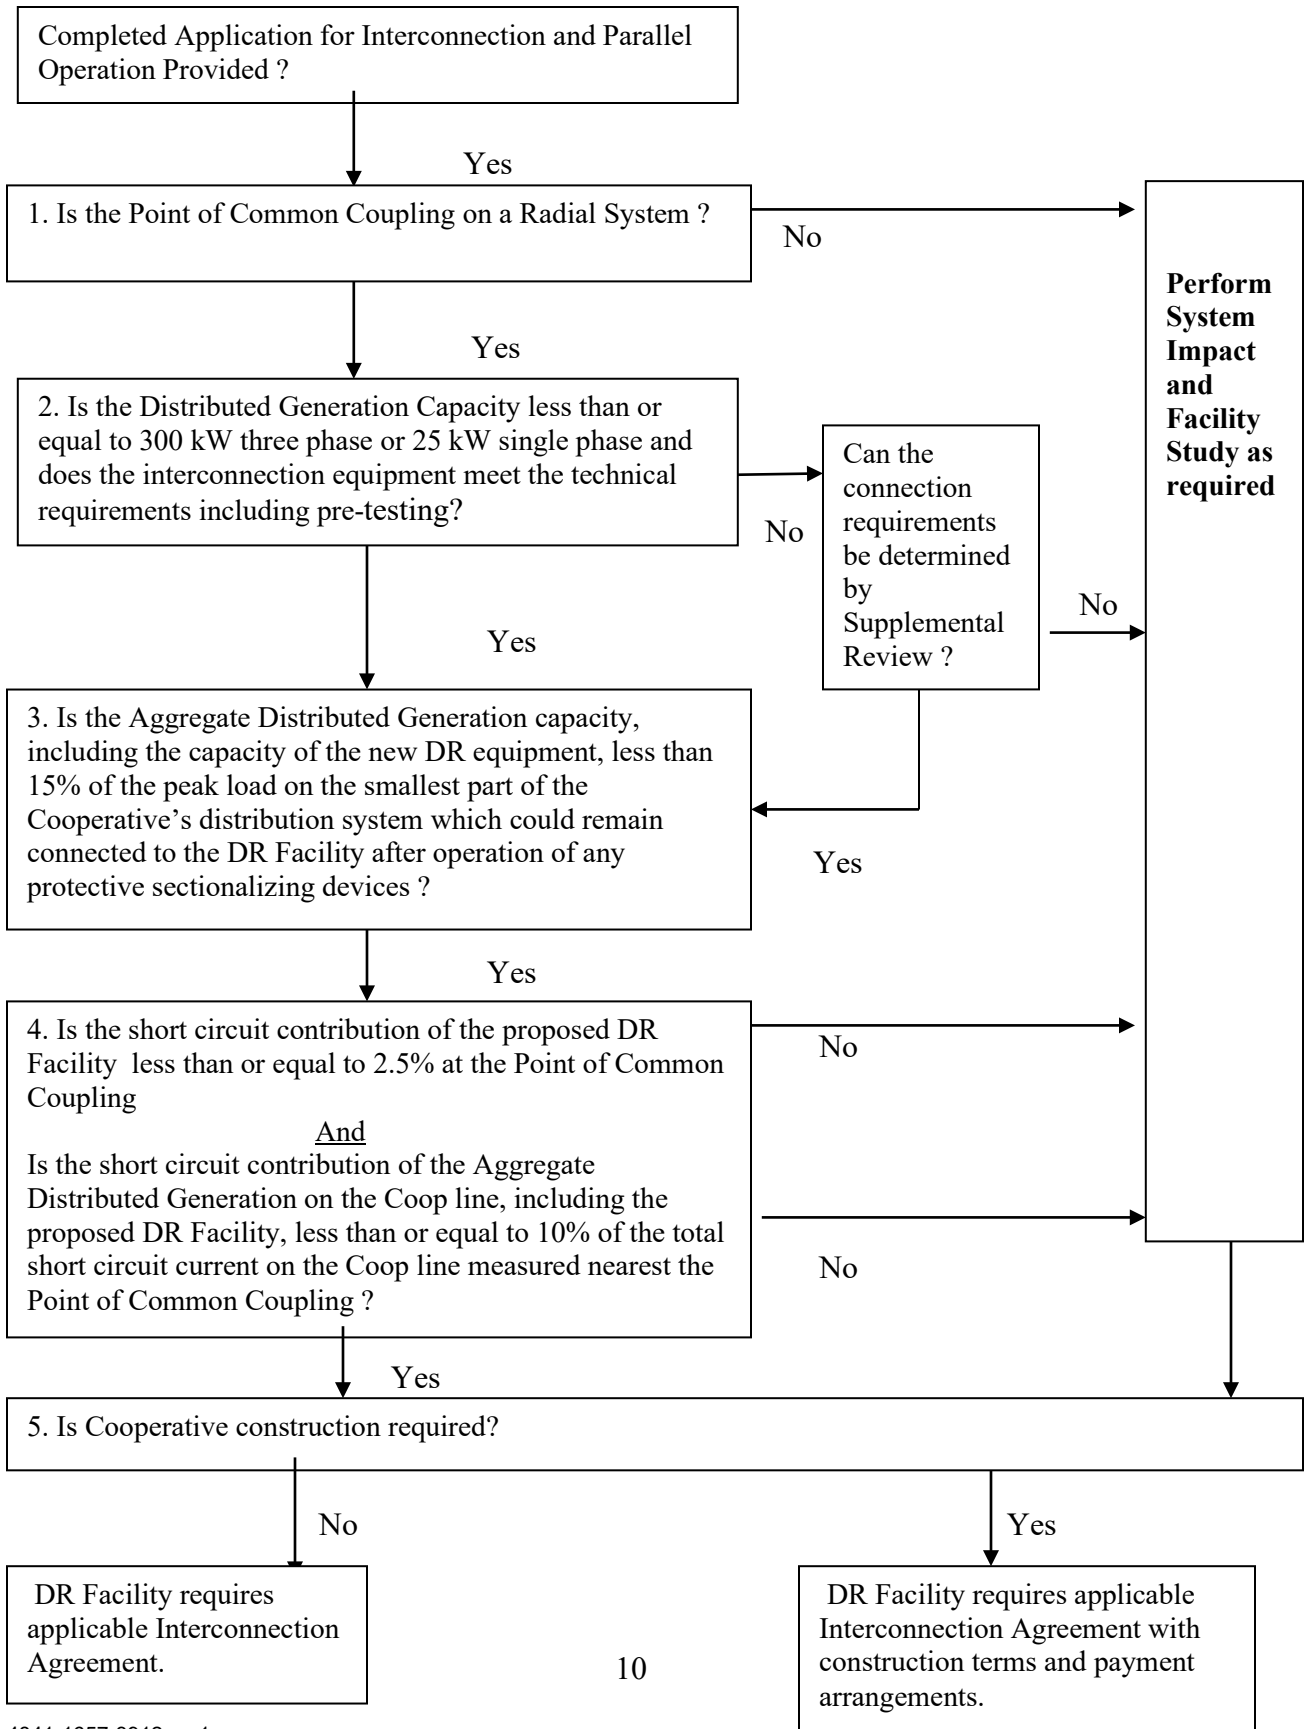 Completed Application for Interconnection and Parallel
Operation Provided ?
Yes
1. Is the Point of Common Coupling on a Radial System ?
No
Perform
System
Impact
and
Facility
Study as
required
Yes
2. Is the Distributed Generation Capacity less than or
equal to 300 kW three phase or 25 kW single phase and
does the interconnection equipment meet the technical
requirements including pre-testing?
No
Can the
connection
requirements
be determined
by
Supplemental
Review ?
No
Yes
Yes
3. Is the Aggregate Distributed Generation capacity,
including the capacity of the new DR equipment, less than
15% of the peak load on the smallest part of the
Cooperative’s distribution system which could remain
connected to the DR Facility after operation of any
protective sectionalizing devices ?
Yes
4. Is the short circuit contribution of the proposed DR
Facility  less than or equal to 2.5% at the Point of Common
Coupling
And
Is the short circuit contribution of the Aggregate
Distributed Generation on the Coop line, including the
proposed DR Facility, less than or equal to 10% of the total
short circuit current on the Coop line measured nearest the
Point of Common Coupling ?
No
No
Yes
5. Is Cooperative construction required?
No
Yes
DR Facility requires
applicable Interconnection
Agreement.
DR Facility requires applicable
Interconnection Agreement with
construction terms and payment
arrangements.
10